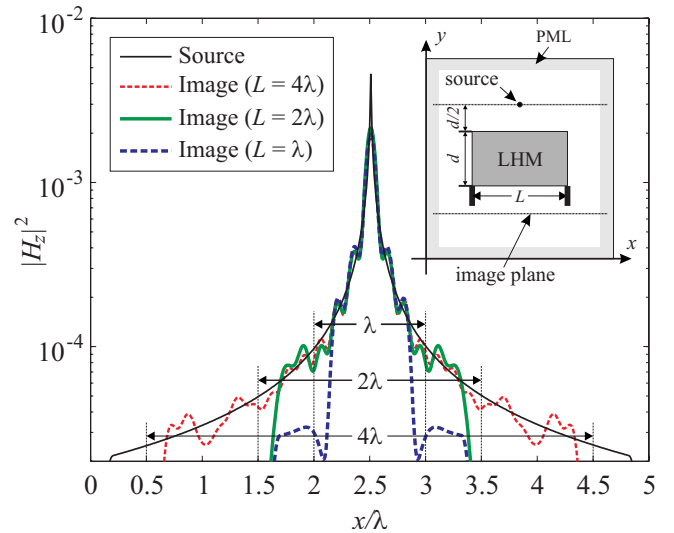 10⁻²
10⁻³
10⁻⁴
|H_z|²
Source
Image (L = 4λ)
Image (L = 2λ)
Image (L = λ)
y
PML
source
d/2
d
LHM
L
x
image plane
λ
2λ
4λ
0 0.5 1 1.5 2 2.5 3 3.5 4 4.5 5
x/λ